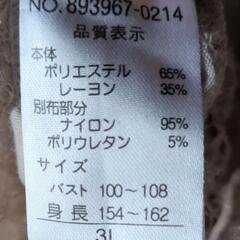 NO.893967-0214
品質表示
本体
ポリエステル 65%
レーヨン 35%
別布部分
ナイロン 95%
ポリウレタン 5%
サイズ
バスト 100~108
身長 154~162
3L